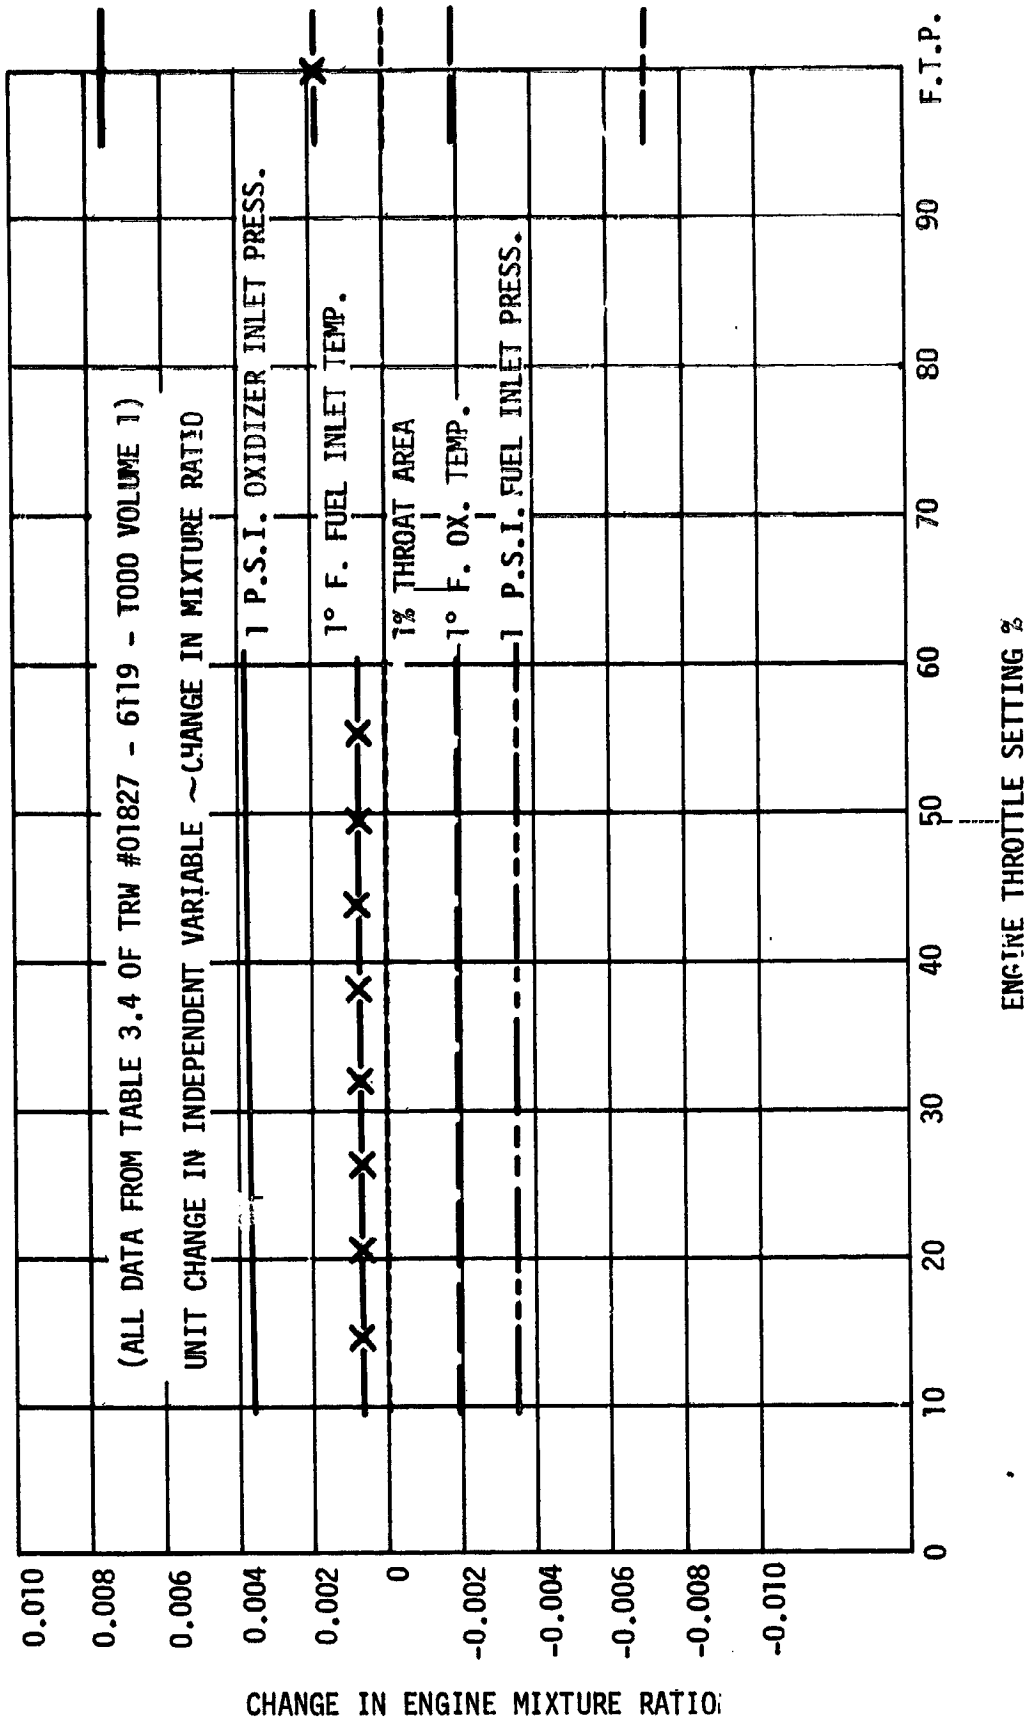 (ALL DATA FROM TABLE 3.4 OF TRW #01827 - 6119 - T000 VOLUME 1)
UNIT CHANGE IN INDEPENDENT VARIABLE ~CHANGE IN MIXTURE RATIO
1 P.S.I. OXIDIZER INLET PRESS.
1° F. FUEL INLET TEMP.
1% THROAT AREA
1° F. OX. TEMP.
1 P.S.I. FUEL INLET PRESS.
CHANGE IN ENGINE MIXTURE RATIO
0.010
0.008
0.006
0.004
0.002
0
-0.002
-0.004
-0.006
-0.008
-0.010
0 10 20 30 40 50 60 70 80 90 F.T.P.
ENGINE THROTTLE SETTING %